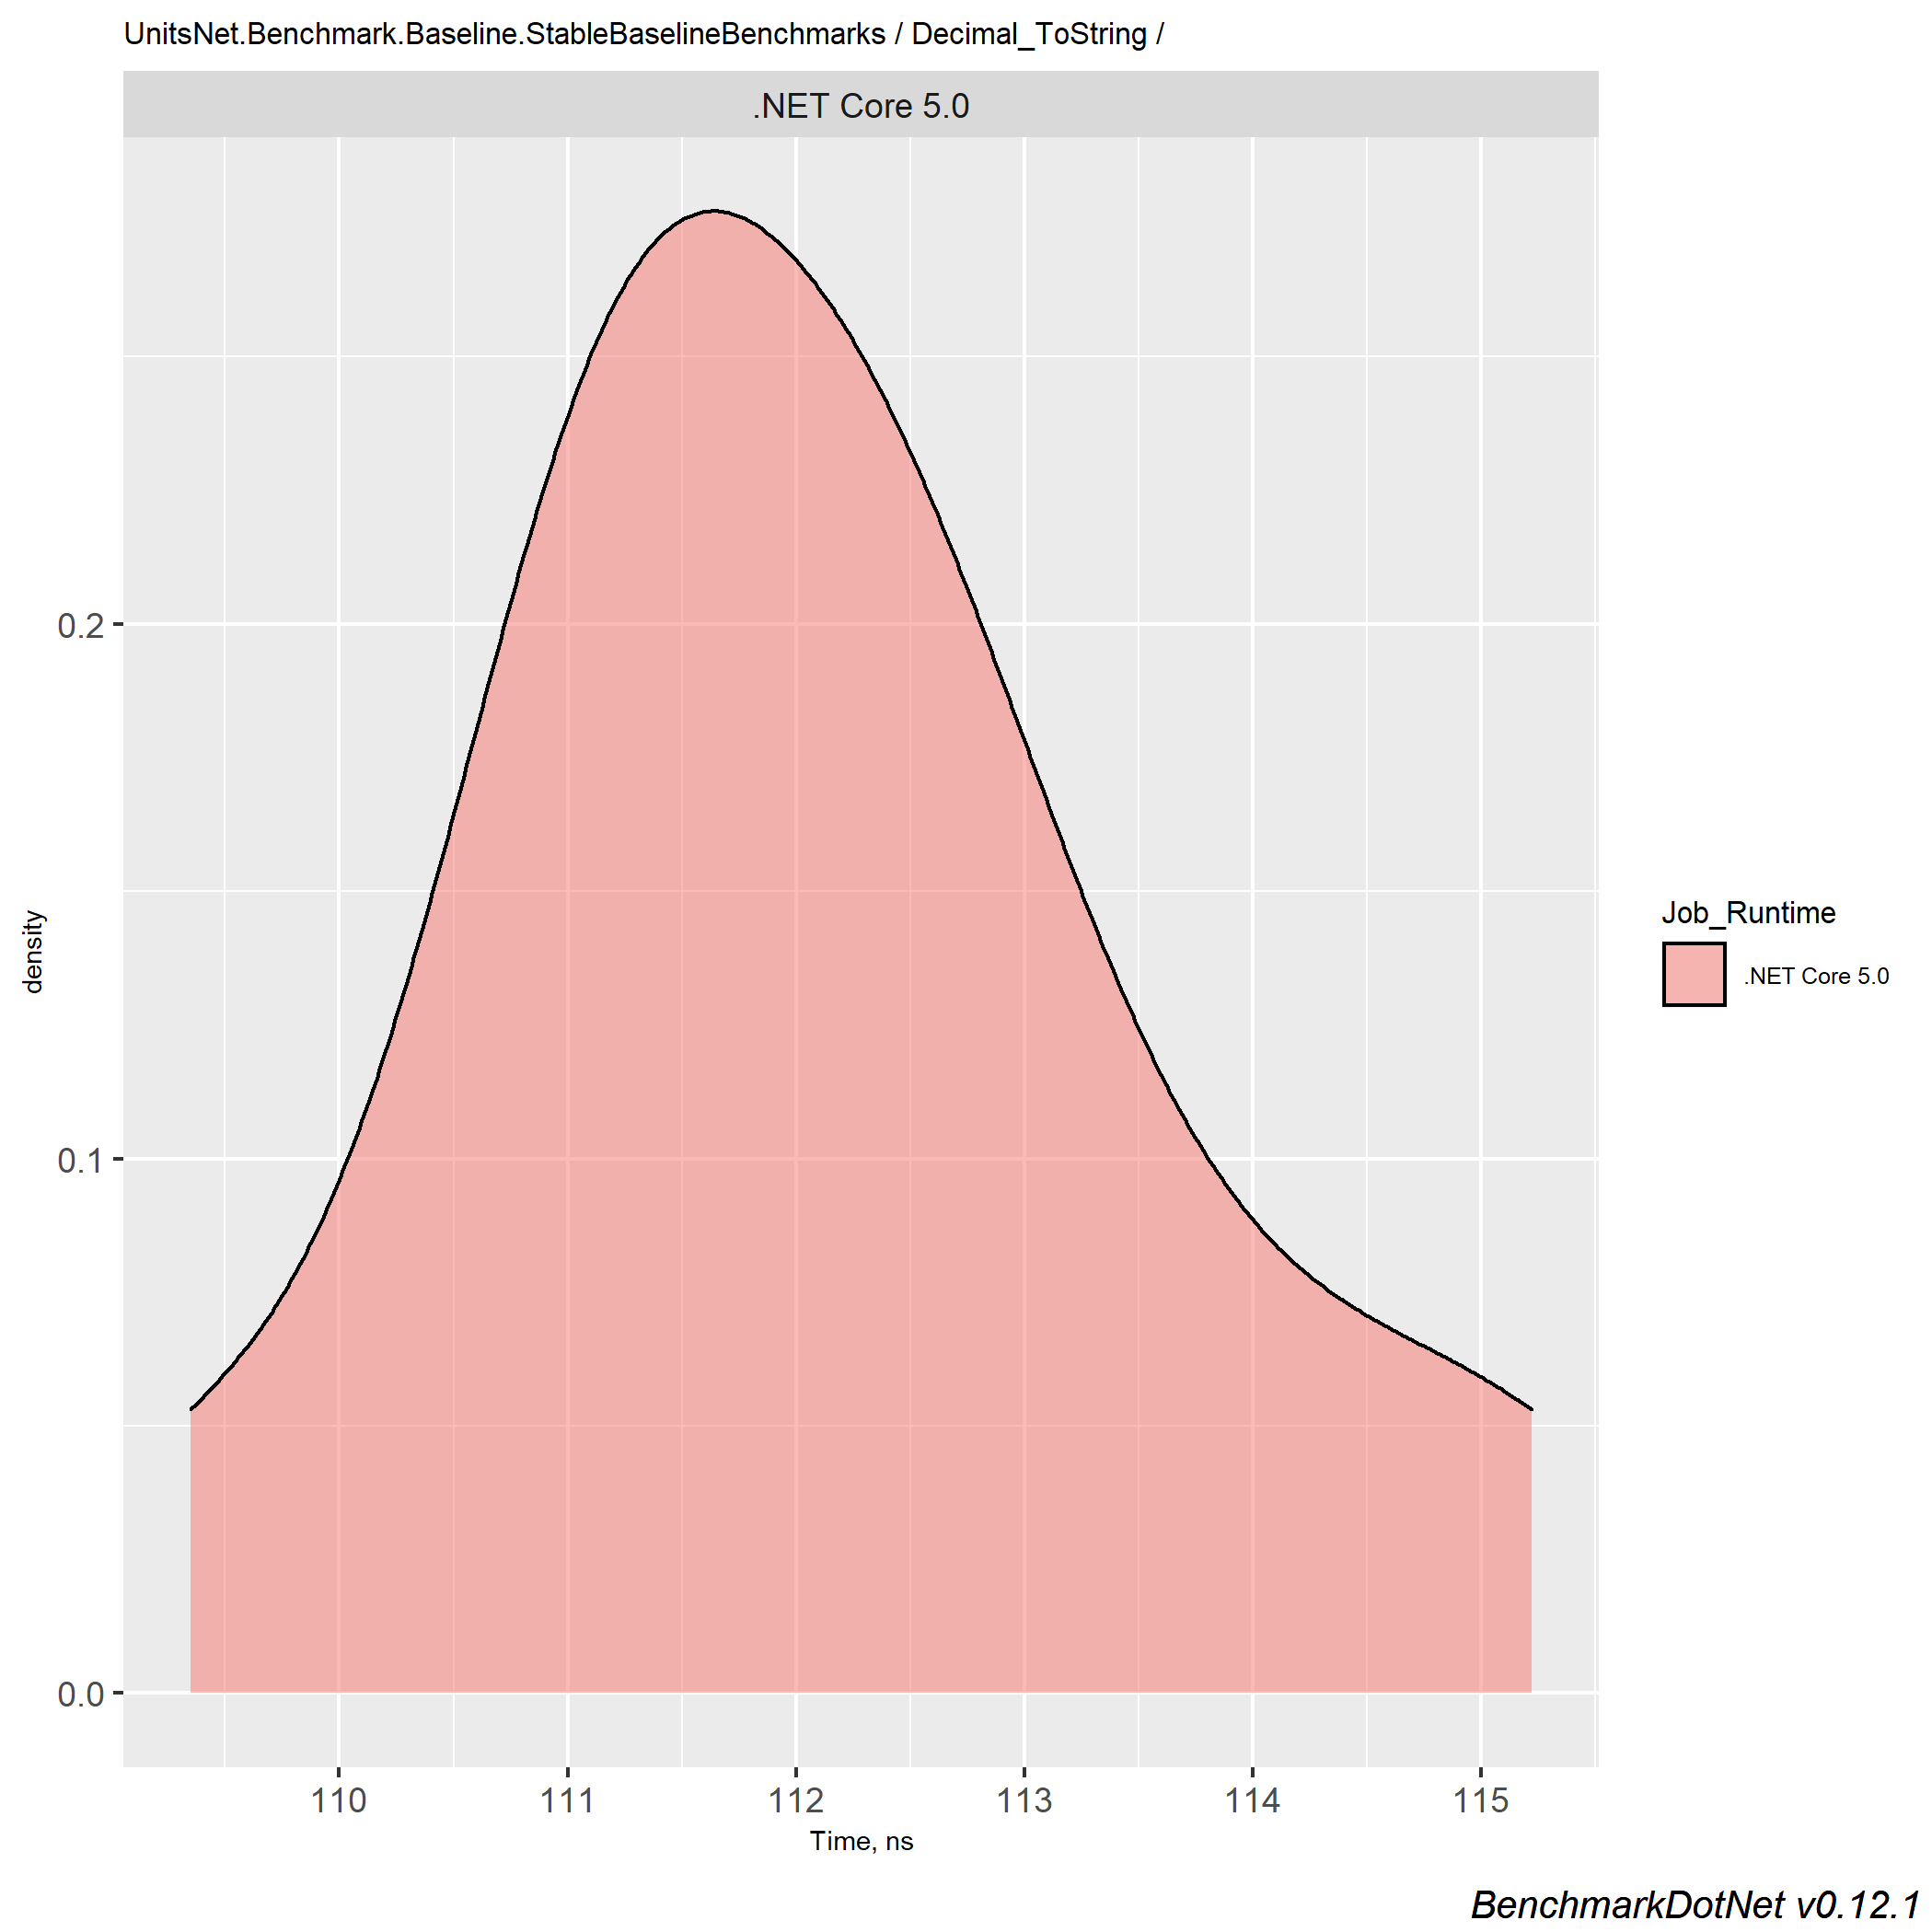 UnitsNet.Benchmark.Baseline.StableBaselineBenchmarks / Decimal_ToString /
.NET Core 5.0
0.2
0.1
0.0
density
110
111
112
113
114
115
Time, ns
Job_Runtime
.NET Core 5.0
BenchmarkDotNet v0.12.1